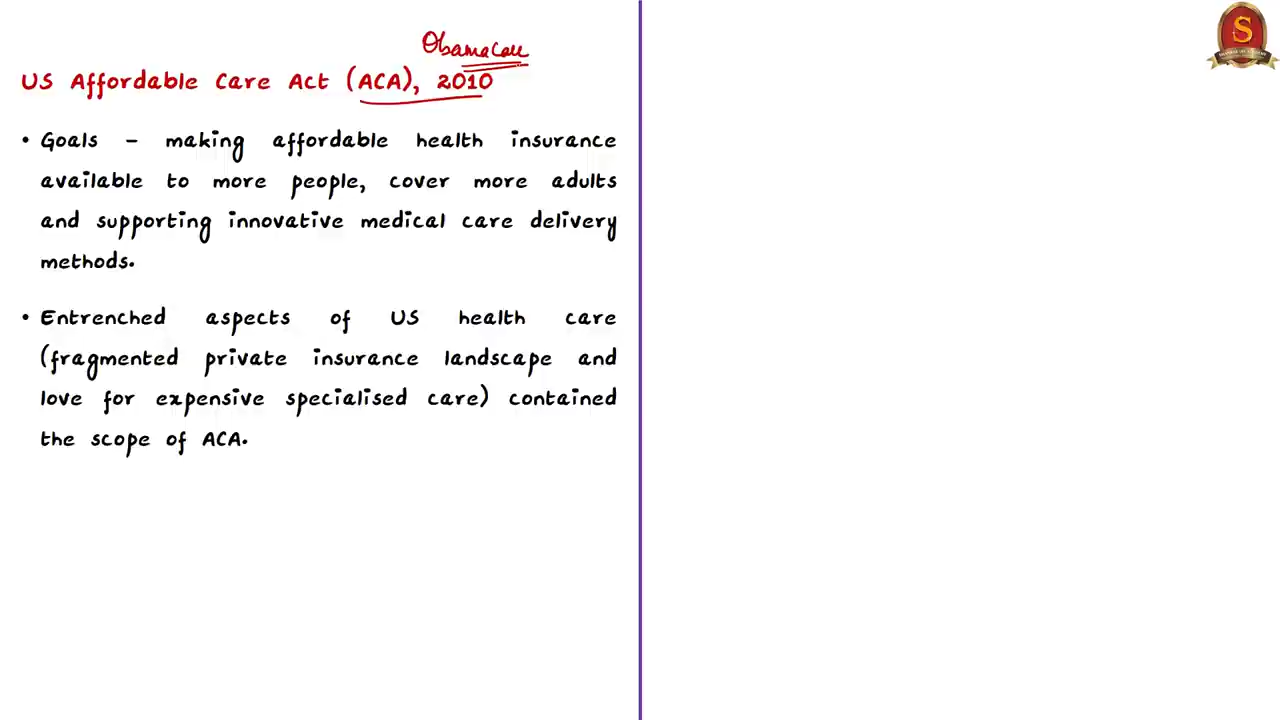 ObamaCare
US Affordable Care Act (ACA), 2010
• Goals – making affordable health insurance
available to more people, cover more adults
and supporting innovative medical care delivery
methods.
• Entrenched aspects of US health care
(fragmented private insurance landscape and
love for expensive specialised care) contained
the scope of ACA.
S